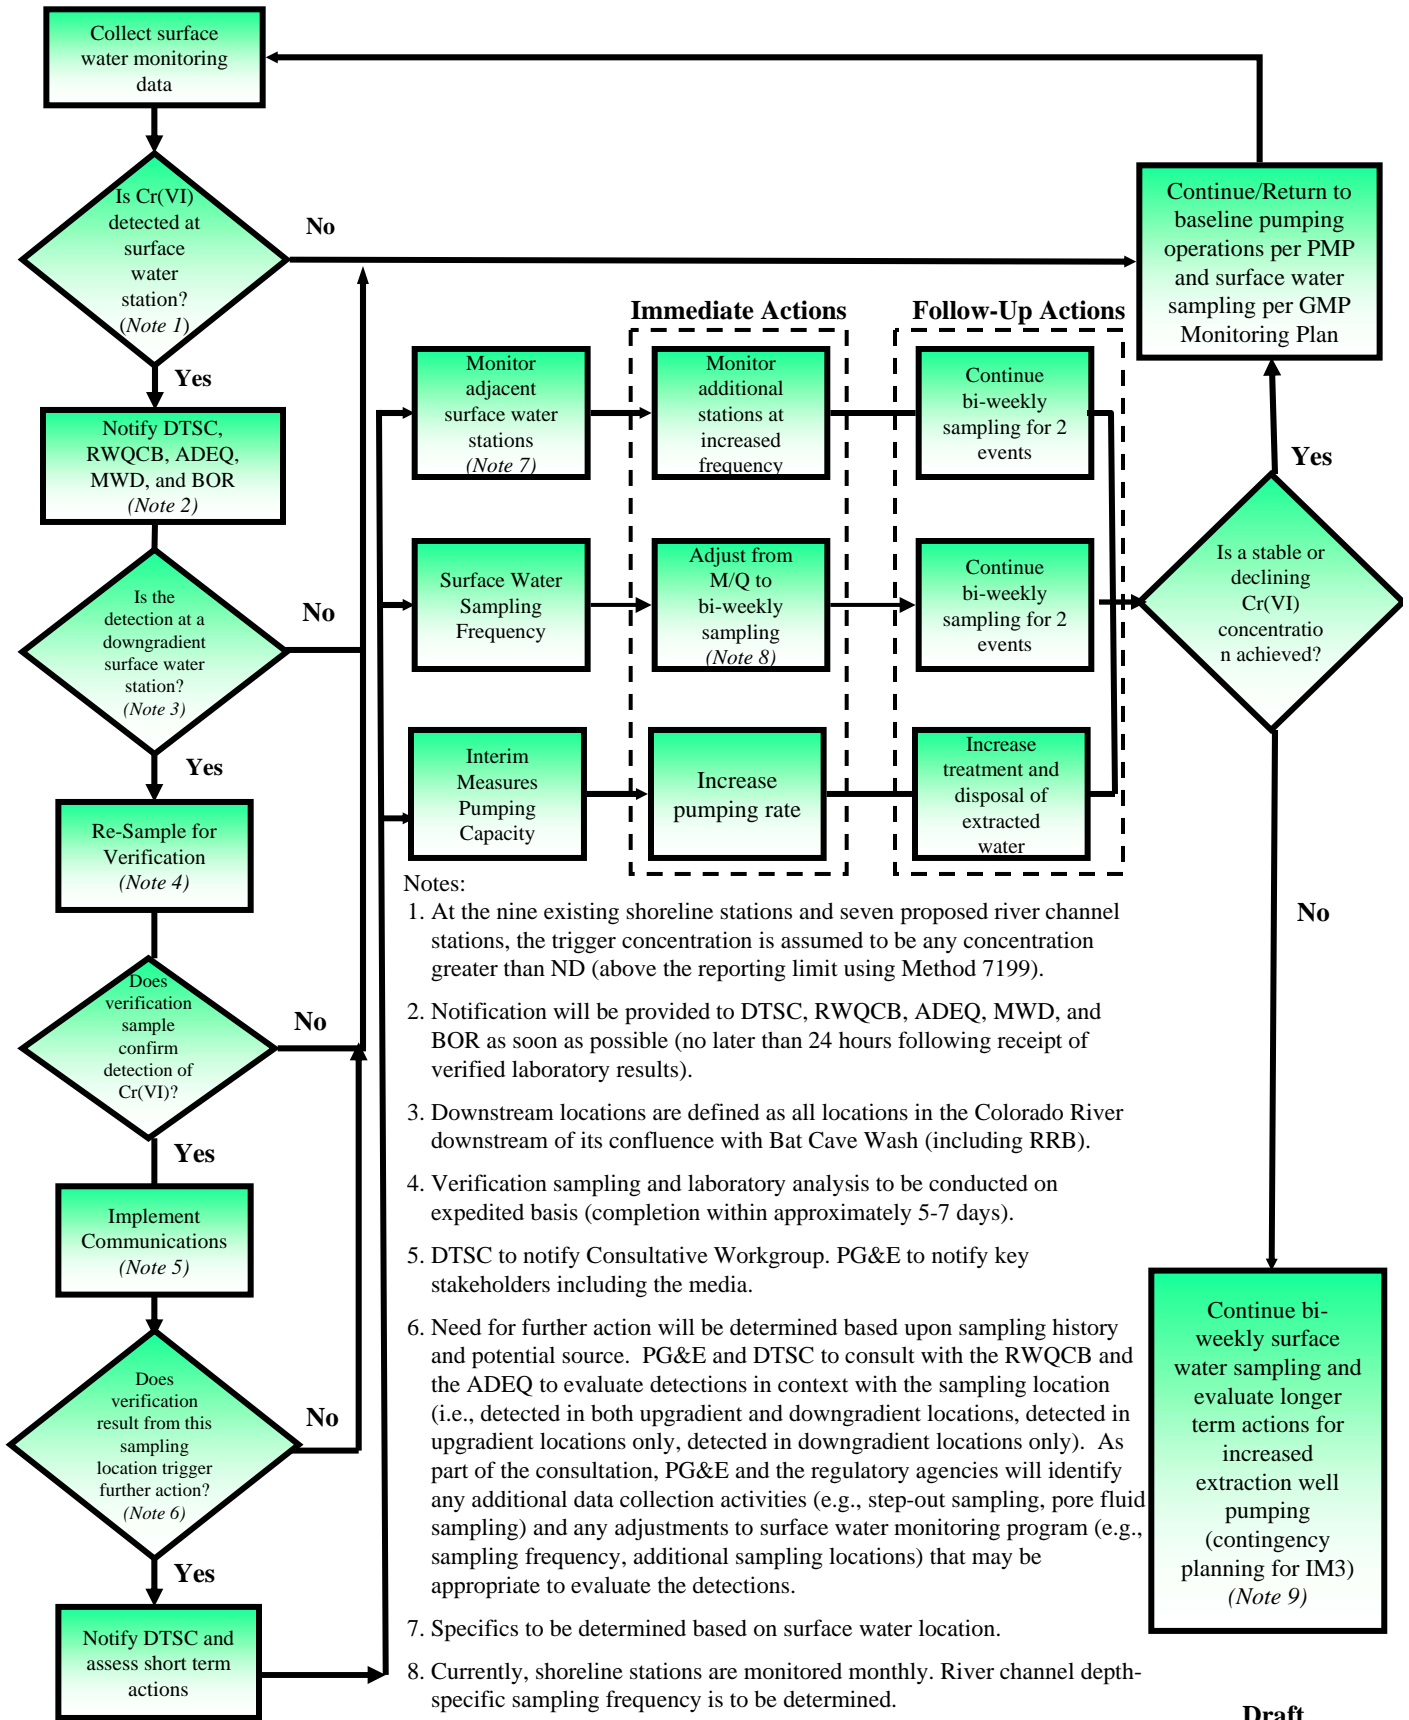 Collect surface
water monitoring
data
Is Cr(VI)
detected at
surface
water
station?
(Note 1)
No
Yes
Notify DTSC,
RWQCB, ADEQ,
MWD, and BOR
(Note 2)
Is the
detection at a
downgradient
surface water
station?
(Note 3)
No
Yes
Re-Sample for
Verification
(Note 4)
Does
verification
sample
confirm
detection of
Cr(VI)?
No
Yes
Implement
Communications
(Note 5)
Does
verification
result from this
sampling
location trigger
further action?
(Note 6)
No
Yes
Notify DTSC and
assess short term
actions
Immediate Actions
Follow-Up Actions
Monitor
adjacent
surface water
stations
(Note 7)
Monitor
additional
stations at
increased
frequency
Continue
bi-weekly
sampling for 2
events
Surface Water
Sampling
Frequency
Adjust from
M/Q to
bi-weekly
sampling
(Note 8)
Continue
bi-weekly
sampling for 2
events
Interim
Measures
Pumping
Capacity
Increase
pumping rate
Increase
treatment and
disposal of
extracted
water
Continue/Return to
baseline pumping
operations per PMP
and surface water
sampling per GMP
Monitoring Plan
Yes
Is a stable or
declining
Cr(VI)
concentratio
n achieved?
No
Continue bi-
weekly surface
water sampling and
evaluate longer
term actions for
increased
extraction well
pumping
(contingency
planning for IM3)
(Note 9)
Notes:
1. At the nine existing shoreline stations and seven proposed river channel
stations, the trigger concentration is assumed to be any concentration
greater than ND (above the reporting limit using Method 7199).
2. Notification will be provided to DTSC, RWQCB, ADEQ, MWD, and
BOR as soon as possible (no later than 24 hours following receipt of
verified laboratory results).
3. Downstream locations are defined as all locations in the Colorado River
downstream of its confluence with Bat Cave Wash (including RRB).
4. Verification sampling and laboratory analysis to be conducted on
expedited basis (completion within approximately 5-7 days).
5. DTSC to notify Consultative Workgroup. PG&E to notify key
stakeholders including the media.
6. Need for further action will be determined based upon sampling history
and potential source. PG&E and DTSC to consult with the RWQCB and
the ADEQ to evaluate detections in context with the sampling location
(i.e., detected in both upgradient and downgradient locations, detected in
upgradient locations only, detected in downgradient locations only). As
part of the consultation, PG&E and the regulatory agencies will identify
any additional data collection activities (e.g., step-out sampling, pore fluid
sampling) and any adjustments to surface water monitoring program (e.g.,
sampling frequency, additional sampling locations) that may be
appropriate to evaluate the detections.
7. Specifics to be determined based on surface water location.
8. Currently, shoreline stations are monitored monthly. River channel depth-
specific sampling frequency is to be determined.
Draft